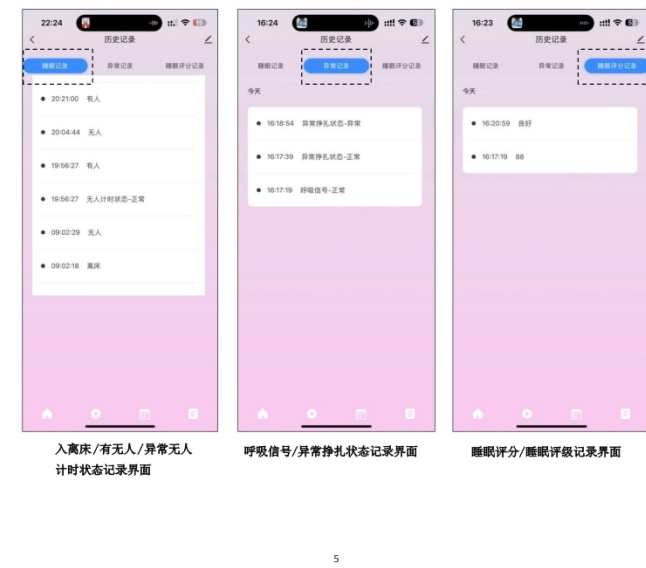 22:24
历史记录
睡眠记录 异常记录 睡眠评分记录
20:21:00 有人
20:04:44 无人
19:56:27 有人
19:56:27 无人计时状态-正常
09:02:29 无人
09:02:18 离床
入离床/有无人/异常无人
计时状态记录界面
16:24
历史记录
睡眠记录 异常记录 睡眠评分记录
今天
16:18:54 异常挣扎状态-异常
16:17:39 异常挣扎状态-正常
16:17:19 呼吸信号-正常
呼吸信号/异常挣扎状态记录界面
16:23
历史记录
睡眠记录 异常记录 睡眠评分记录
今天
16:20:59 良好
16:17:19 88
睡眠评分/睡眠评级记录界面
5